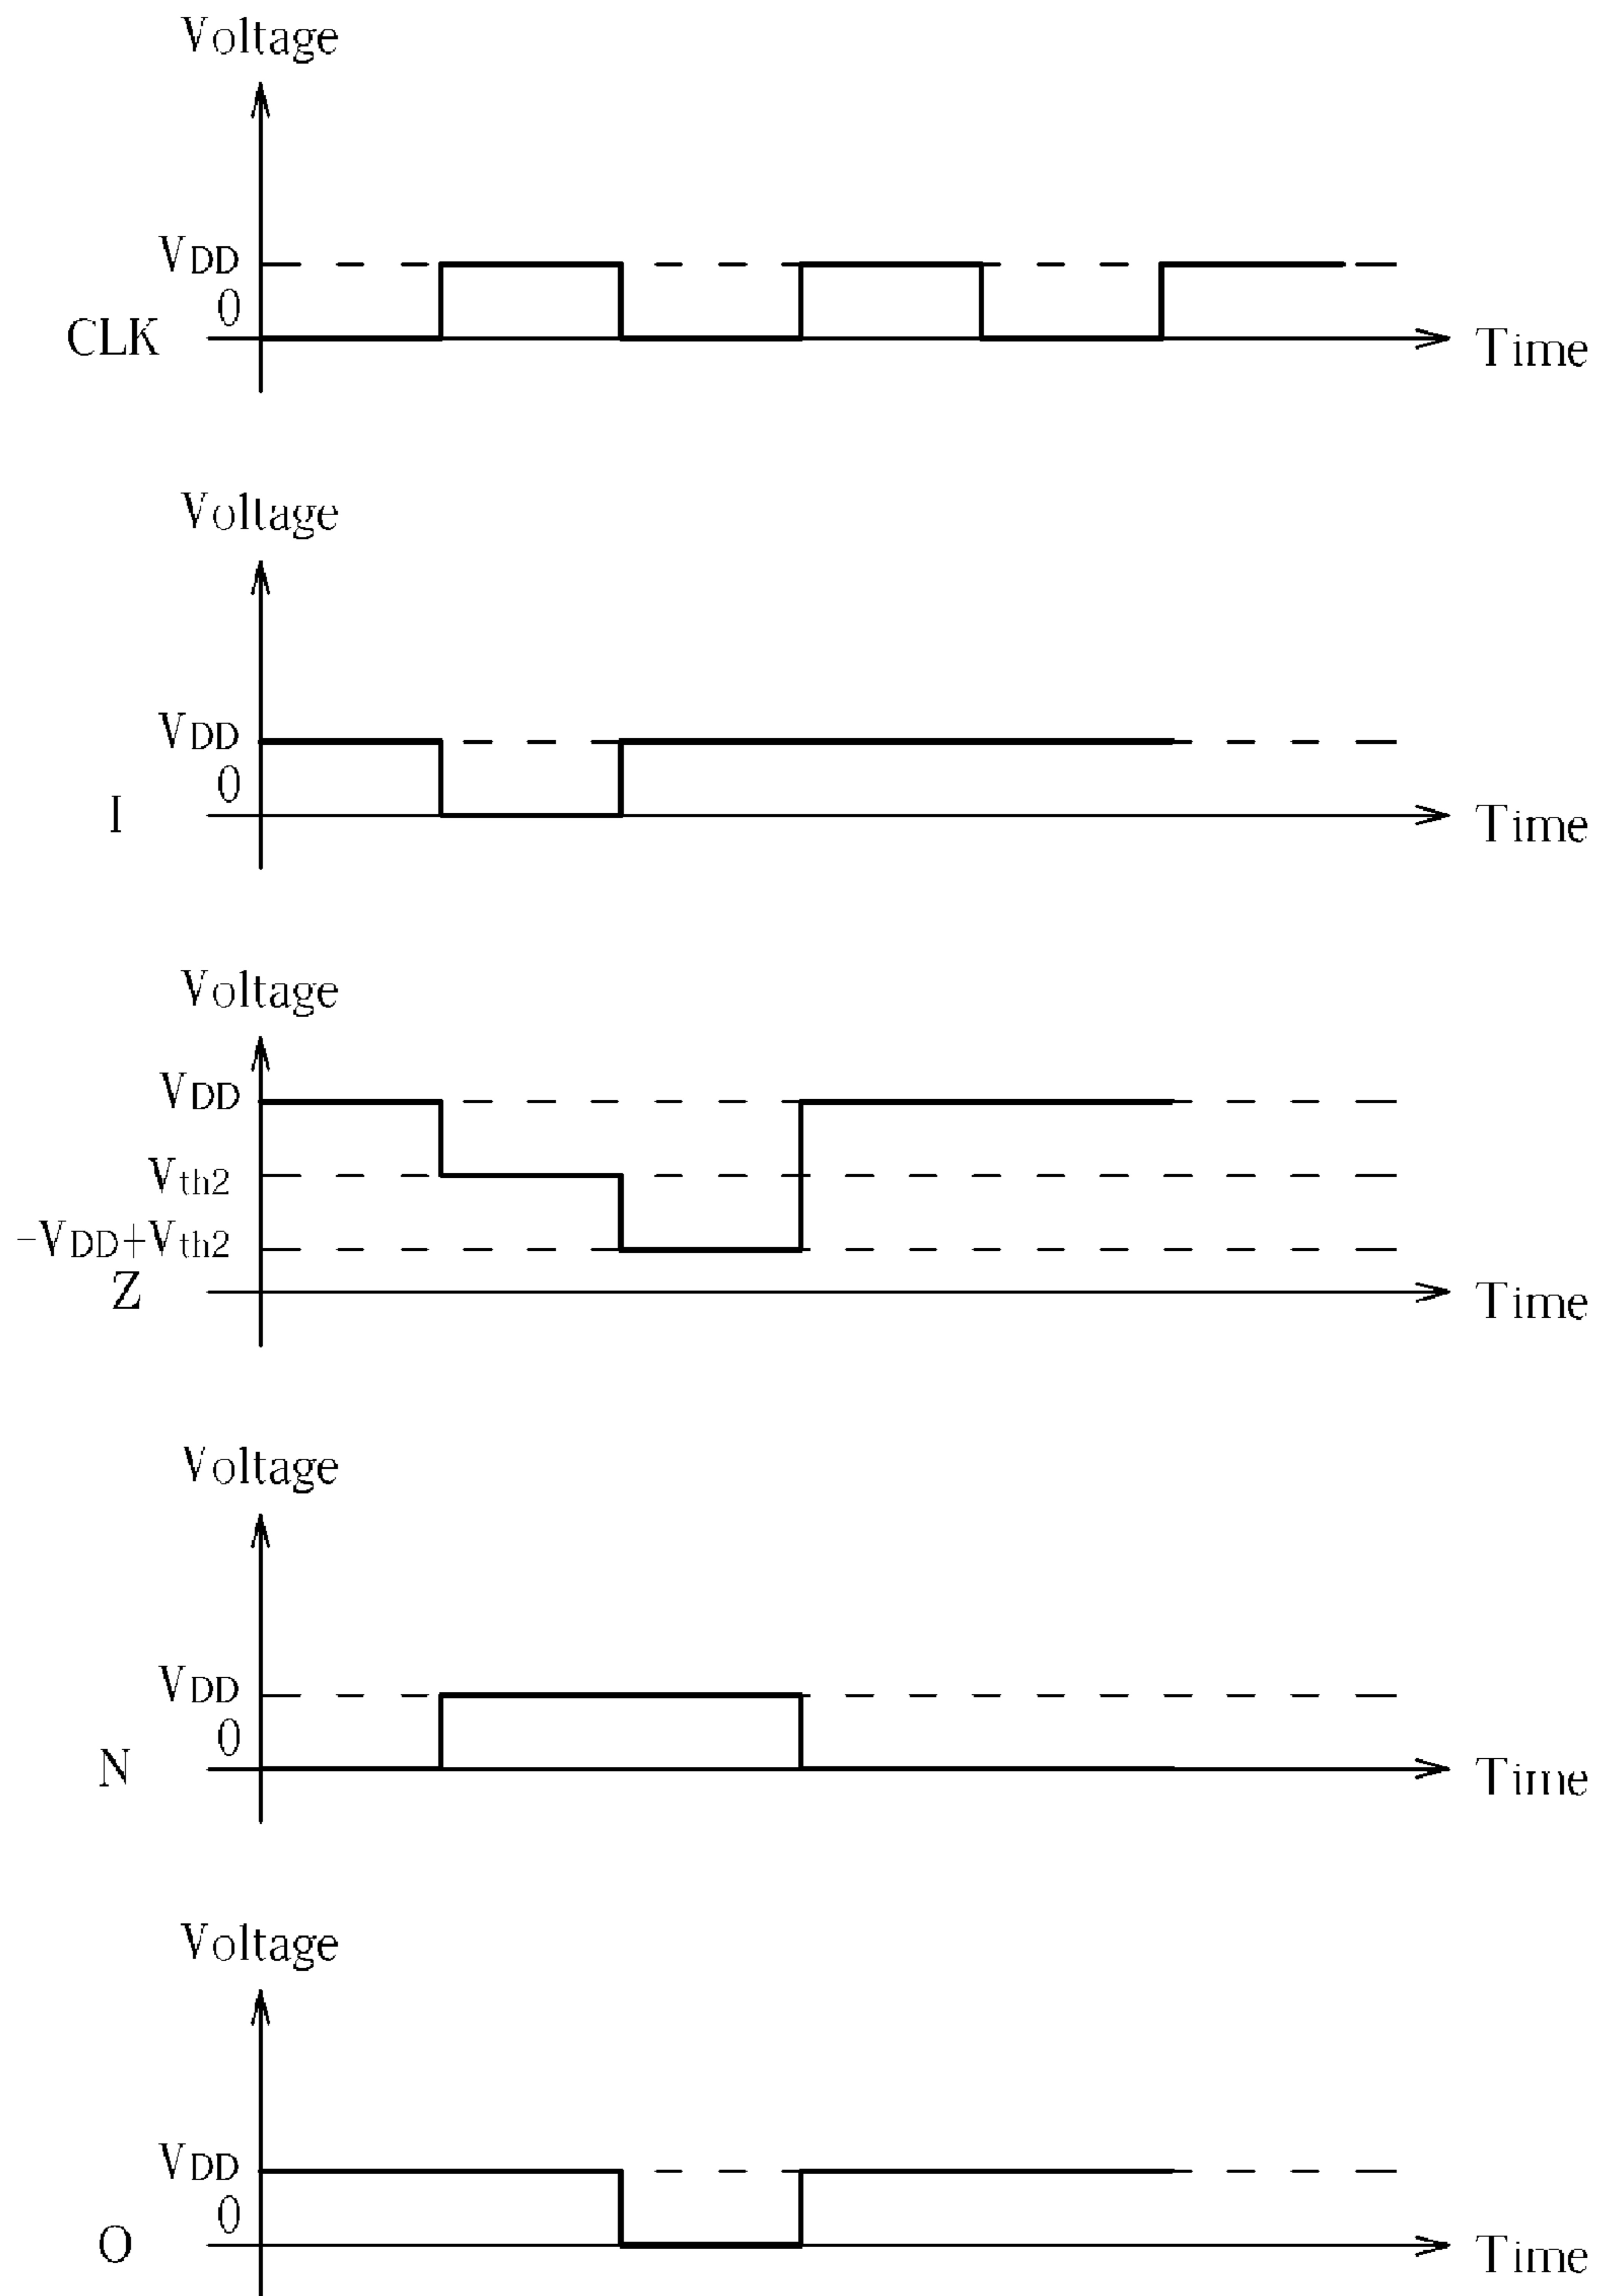 Voltage
VDD
0
CLK
Time
Voltage
VDD
0
I
Time
Voltage
VDD
Vth2
-VDD+Vth2
Z
Time
Voltage
VDD
0
N
Time
Voltage
VDD
0
O
Time